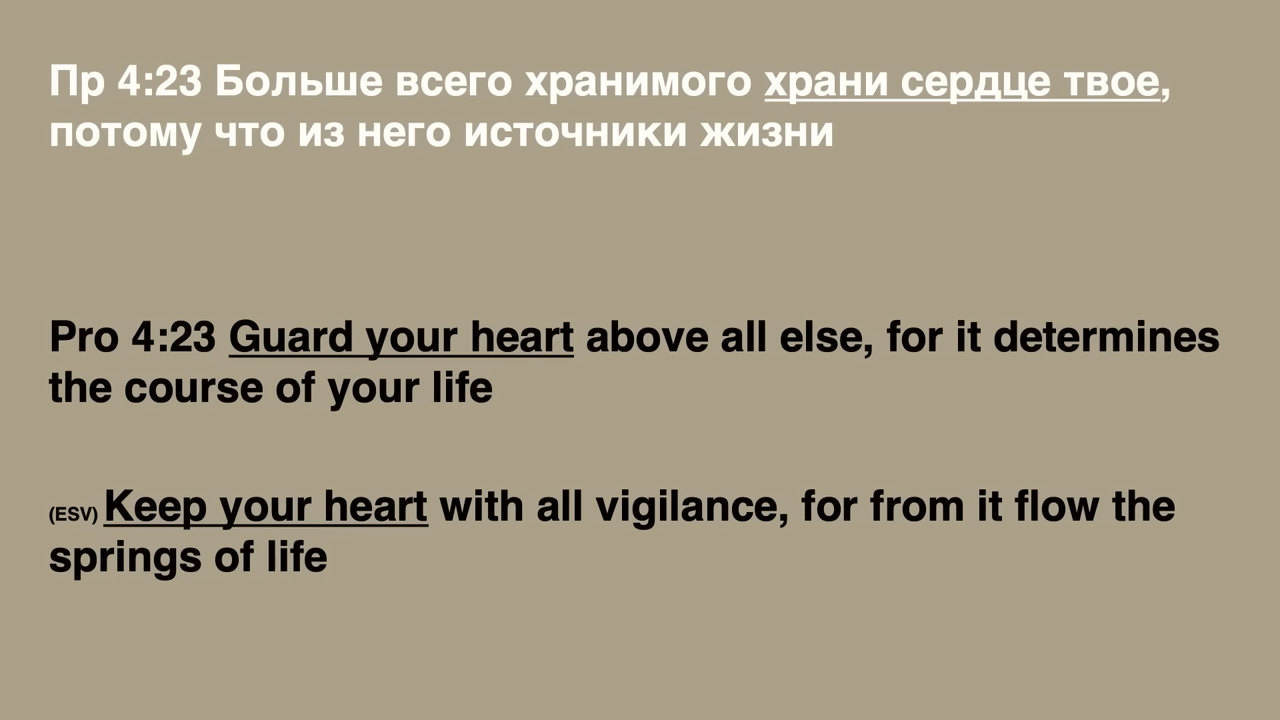 Пр 4:23 Больше всего хранимого храни сердце твое,
потому что из него источники жизни
Pro 4:23 Guard your heart above all else, for it determines
the course of your life
(ESV) Keep your heart with all vigilance, for from it flow the
springs of life